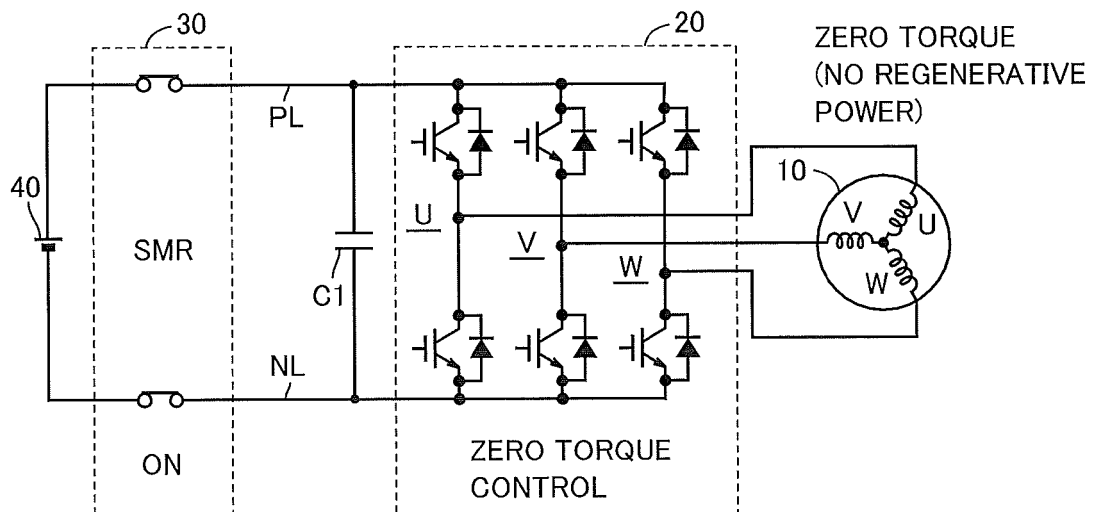 30
20
ZERO TORQUE
(NO REGENERATIVE
POWER)
PL
10
40
U
V
U
SMR
V
W
W
C1
NL
ZERO TORQUE
CONTROL
ON